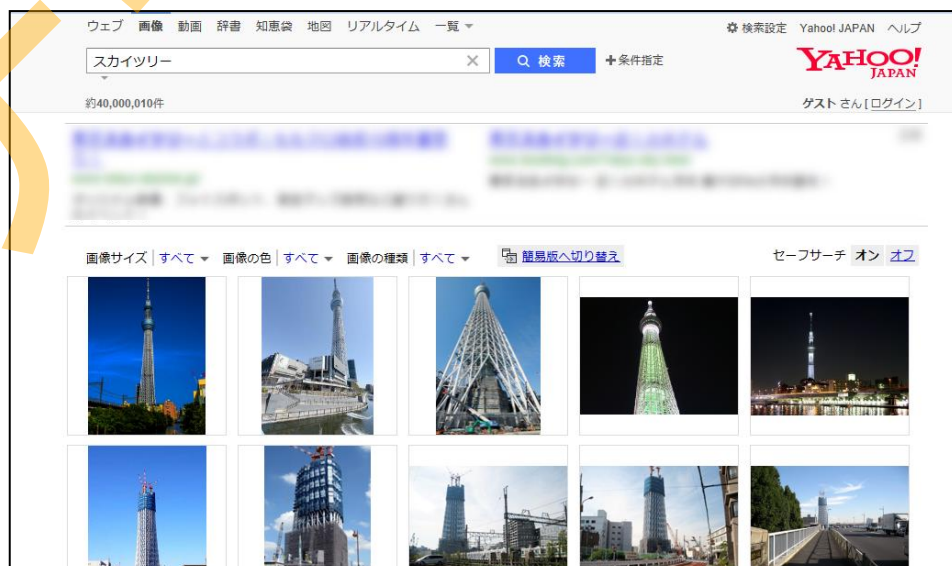 ウェブ 画像 動画 辞書 知恵袋 地図 リアルタイム 一覧
検索設定 Yahoo! JAPAN ヘルプ
スカイツリー
検索
条件指定
YAHOO!
JAPAN
約40,000,010件
ゲスト さん [ログイン]
画像サイズ すべて 画像の色 すべて 画像の種類 すべて 簡易版へ切り替え セーフサーチ オン オフ